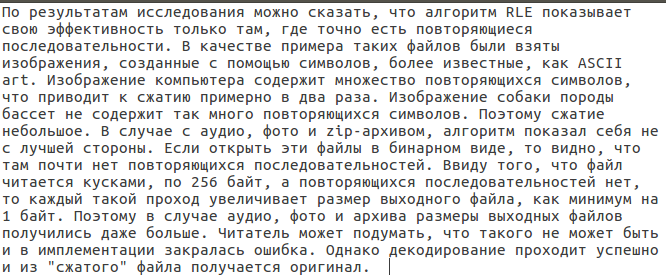 По результатам исследования можно сказать, что алгоритм RLE показывает
свою эффективность только там, где точно есть повторяющиеся
последовательности. В качестве примера таких файлов были взяты
изображения, созданные с помощью символов, более известные, как ASCII
art. Изображение компьютера содержит множество повторяющихся символов,
что приводит к сжатию примерно в два раза. Изображение собаки породы
бассет не содержит так много повторяющихся символов. Поэтому сжатие
небольшое. В случае с аудио, фото и zip-архивом, алгоритм показал себя не
с лучшей стороны. Если открыть эти файлы в бинарном виде, то видно, что
там почти нет повторяющихся последовательностей. Ввиду того, что файл
читается кусками, по 256 байт, а повторяющихся последовательностей нет,
то каждый такой проход увеличивает размер выходного файла, как минимум на
1 байт. Поэтому в случае аудио, фото и архива размеры выходных файлов
получились даже больше. Читатель может подумать, что такого не может быть
и в имплементации закралась ошибка. Однако декодирование проходит успешно
и из "сжатого" файла получается оригинал.